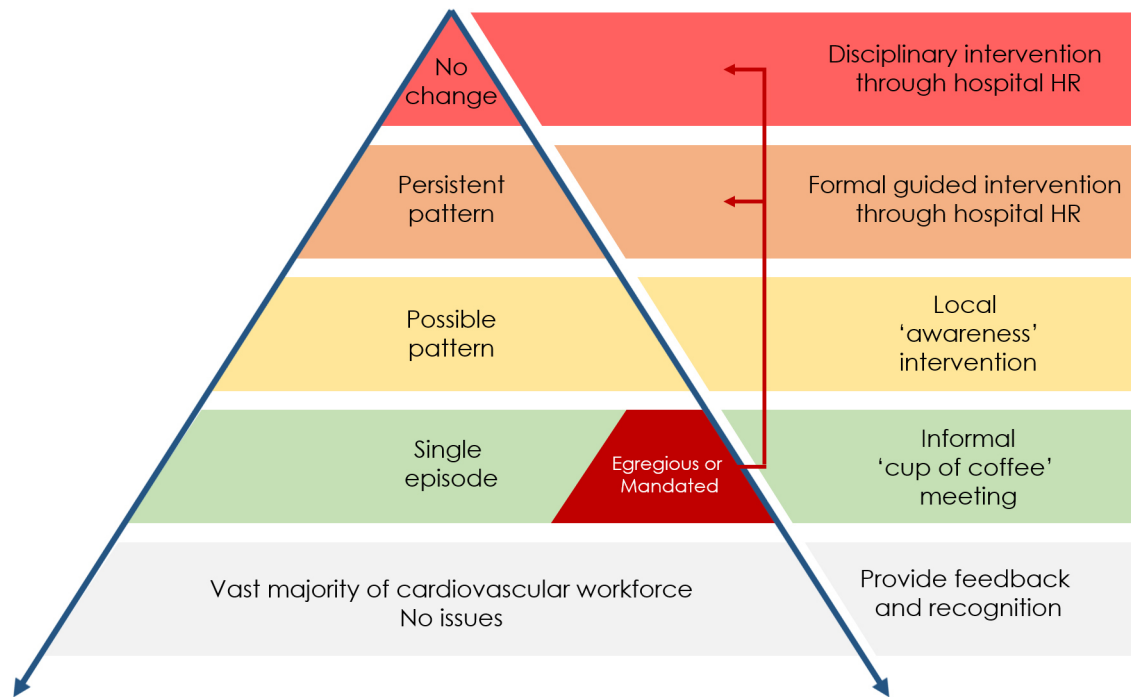 No
change
Disciplinary intervention
through hospital HR
Persistent
pattern
Formal guided intervention
through hospital HR
Possible
pattern
Local
‘awareness’
intervention
Single
episode
Egregious or
Mandated
Informal
‘cup of coffee’
meeting
Vast majority of cardiovascular workforce
No issues
Provide feedback
and recognition